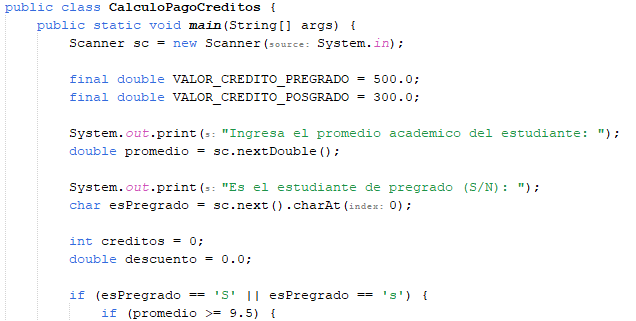 public class CalculoPagoCreditos {
    public static void main(String[] args) {
        Scanner sc = new Scanner(source: System.in);

        final double VALOR_CREDITO_PREGRADO = 500.0;
        final double VALOR_CREDITO_POSGRADO = 300.0;

        System.out.print(s: "Ingresa el promedio academico del estudiante: ");
        double promedio = sc.nextDouble();

        System.out.print(s: "Es el estudiante de pregrado (S/N): ");
        char esPregrado = sc.next().charAt(index: 0);

        int creditos = 0;
        double descuento = 0.0;

        if (esPregrado == 'S' || esPregrado == 's') {
            if (promedio >= 9.5) {